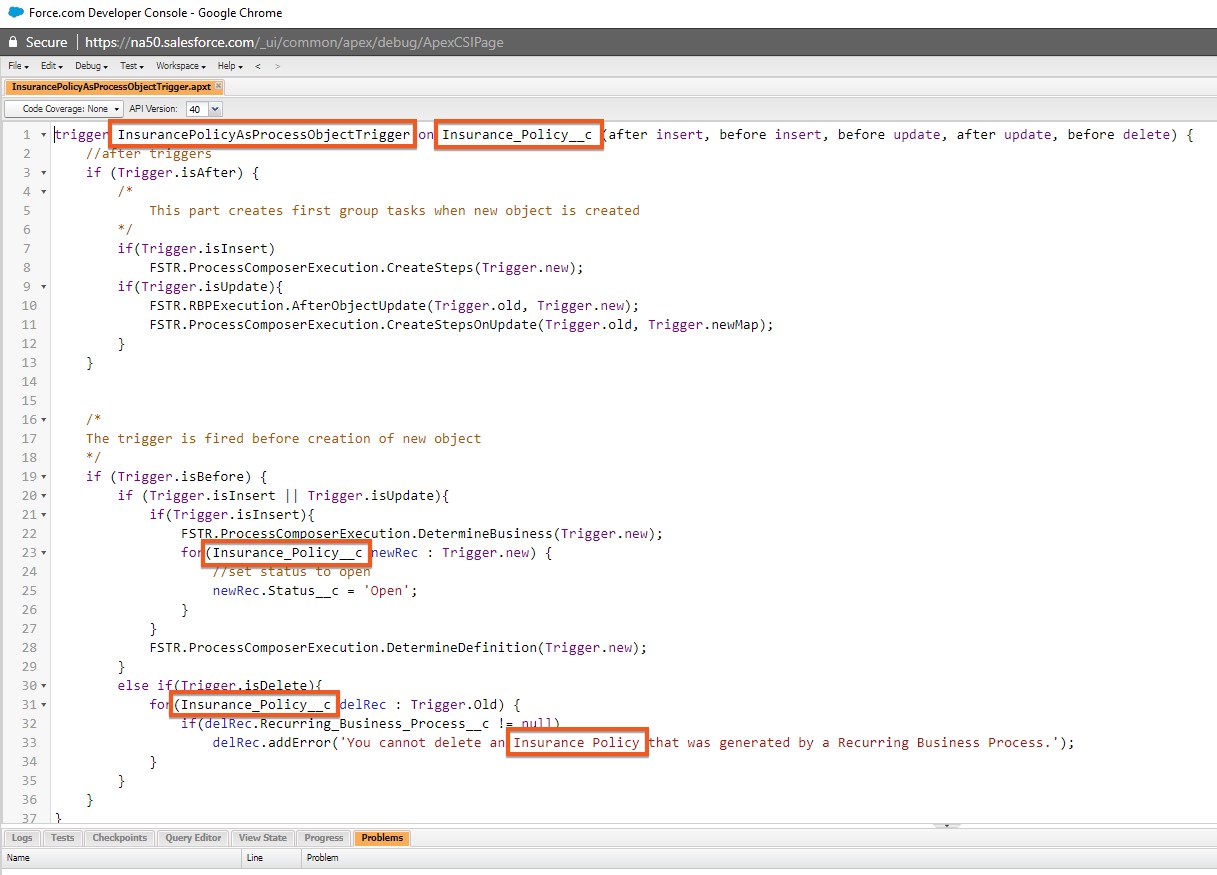 Force.com Developer Console - Google Chrome
Secure | https://na50.salesforce.com/_ui/common/apex/debug/ApexCSIPage
File Edit Debug Test Workspace Help < >
InsurancePolicyAsProcessObjectTrigger.apxt
Code Coverage: None API Version: 40
1 trigger InsurancePolicyAsProcessObjectTrigger on Insurance_Policy__c (after insert, before insert, before update, after update, before delete) {
2 //after triggers
3 if (Trigger.isAfter) {
4 /*
5 This part creates first group tasks when new object is created
6 */
7 if(Trigger.isInsert)
8 FSTR.ProcessComposerExecution.CreateSteps(Trigger.new);
9 if(Trigger.isUpdate){
10 FSTR.RBPExecution.AfterObjectUpdate(Trigger.old, Trigger.new);
11 FSTR.ProcessComposerExecution.CreateStepsOnUpdate(Trigger.old, Trigger.newMap);
12 }
13 }
14
15
16 /*
17 The trigger is fired before creation of new object
18 */
19 if (Trigger.isBefore) {
20 if (Trigger.isInsert || Trigger.isUpdate){
21 if(Trigger.isInsert){
22 FSTR.ProcessComposerExecution.DetermineBusiness(Trigger.new);
23 for(Insurance_Policy__c newRec : Trigger.new) {
24 //set status to open
25 newRec.Status__c = 'Open';
26 }
27 }
28 FSTR.ProcessComposerExecution.DetermineDefinition(Trigger.new);
29 }
30 else if(Trigger.isDelete){
31 for(Insurance_Policy__c delRec : Trigger.Old) {
32 if(delRec.Recurring_Business_Process__c != null)
33 delRec.addError('You cannot delete an Insurance Policy that was generated by a Recurring Business Process.');
34 }
35 }
36 }
37 }
Logs Tests Checkpoints Query Editor View State Progress Problems
Name Line Problem